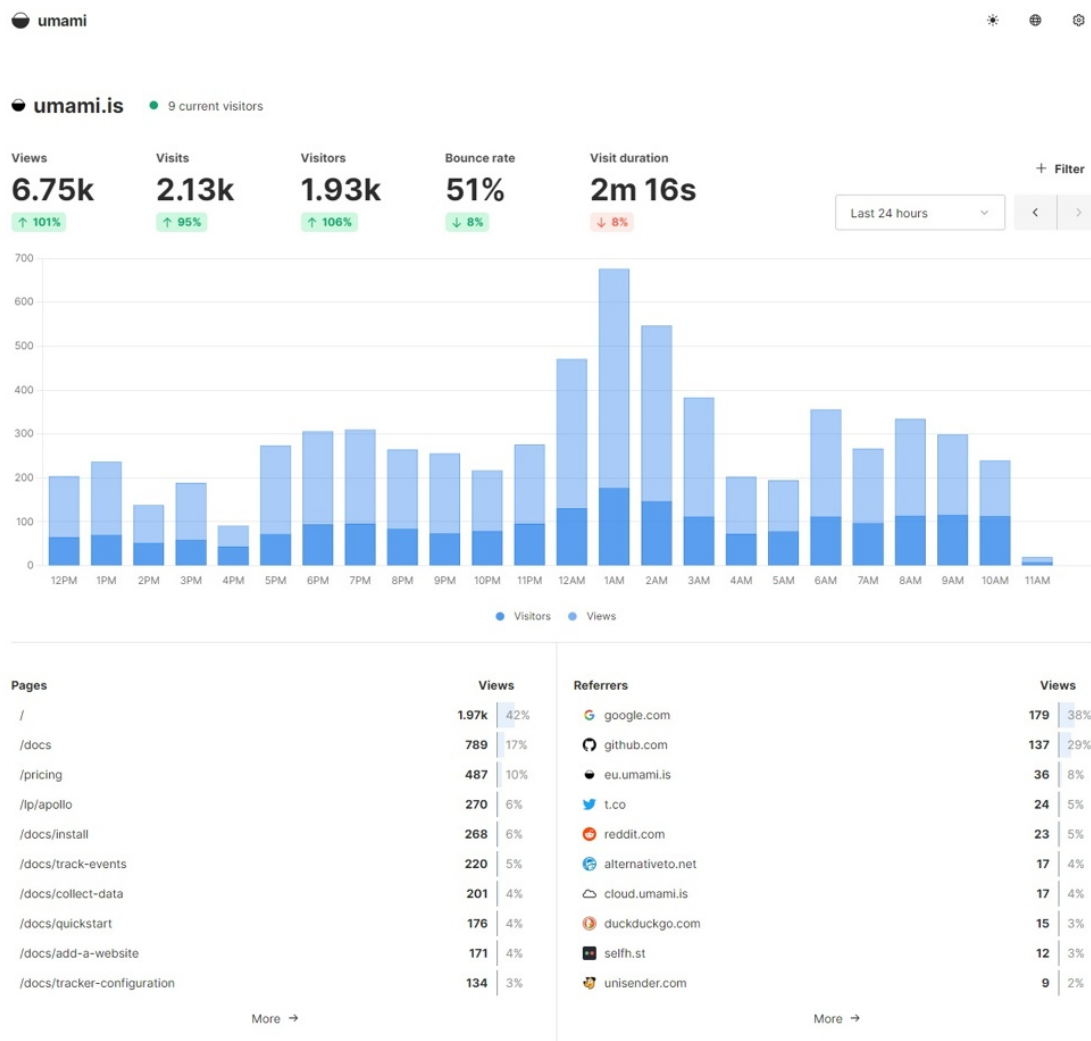 umami
umami.is 9 current visitors
Views Visits Visitors Bounce rate Visit duration
+ Filter
6.75k 2.13k 1.93k 51% 2m 16s
↑ 101% ↑ 95% ↑ 106% ↓ 8% ↓ 8%
Last 24 hours
700
600
500
400
300
200
100
0
12PM 1PM 2PM 3PM 4PM 5PM 6PM 7PM 8PM 9PM 10PM 11PM 12AM 1AM 2AM 3AM 4AM 5AM 6AM 7AM 8AM 9AM 10AM 11AM
Visitors Views
Pages Views
/ 1.97k 42%
/docs 789 17%
/pricing 487 10%
/lp/apollo 270 6%
/docs/install 268 6%
/docs/track-events 220 5%
/docs/collect-data 201 4%
/docs/quickstart 176 4%
/docs/add-a-website 171 4%
/docs/tracker-configuration 134 3%
More →
Referrers Views
google.com 179 38%
github.com 137 29%
eu.umami.is 36 8%
t.co 24 5%
reddit.com 23 5%
alternativeto.net 17 4%
cloud.umami.is 17 4%
duckduckgo.com 15 3%
selfh.st 12 3%
unisender.com 9 2%
More →